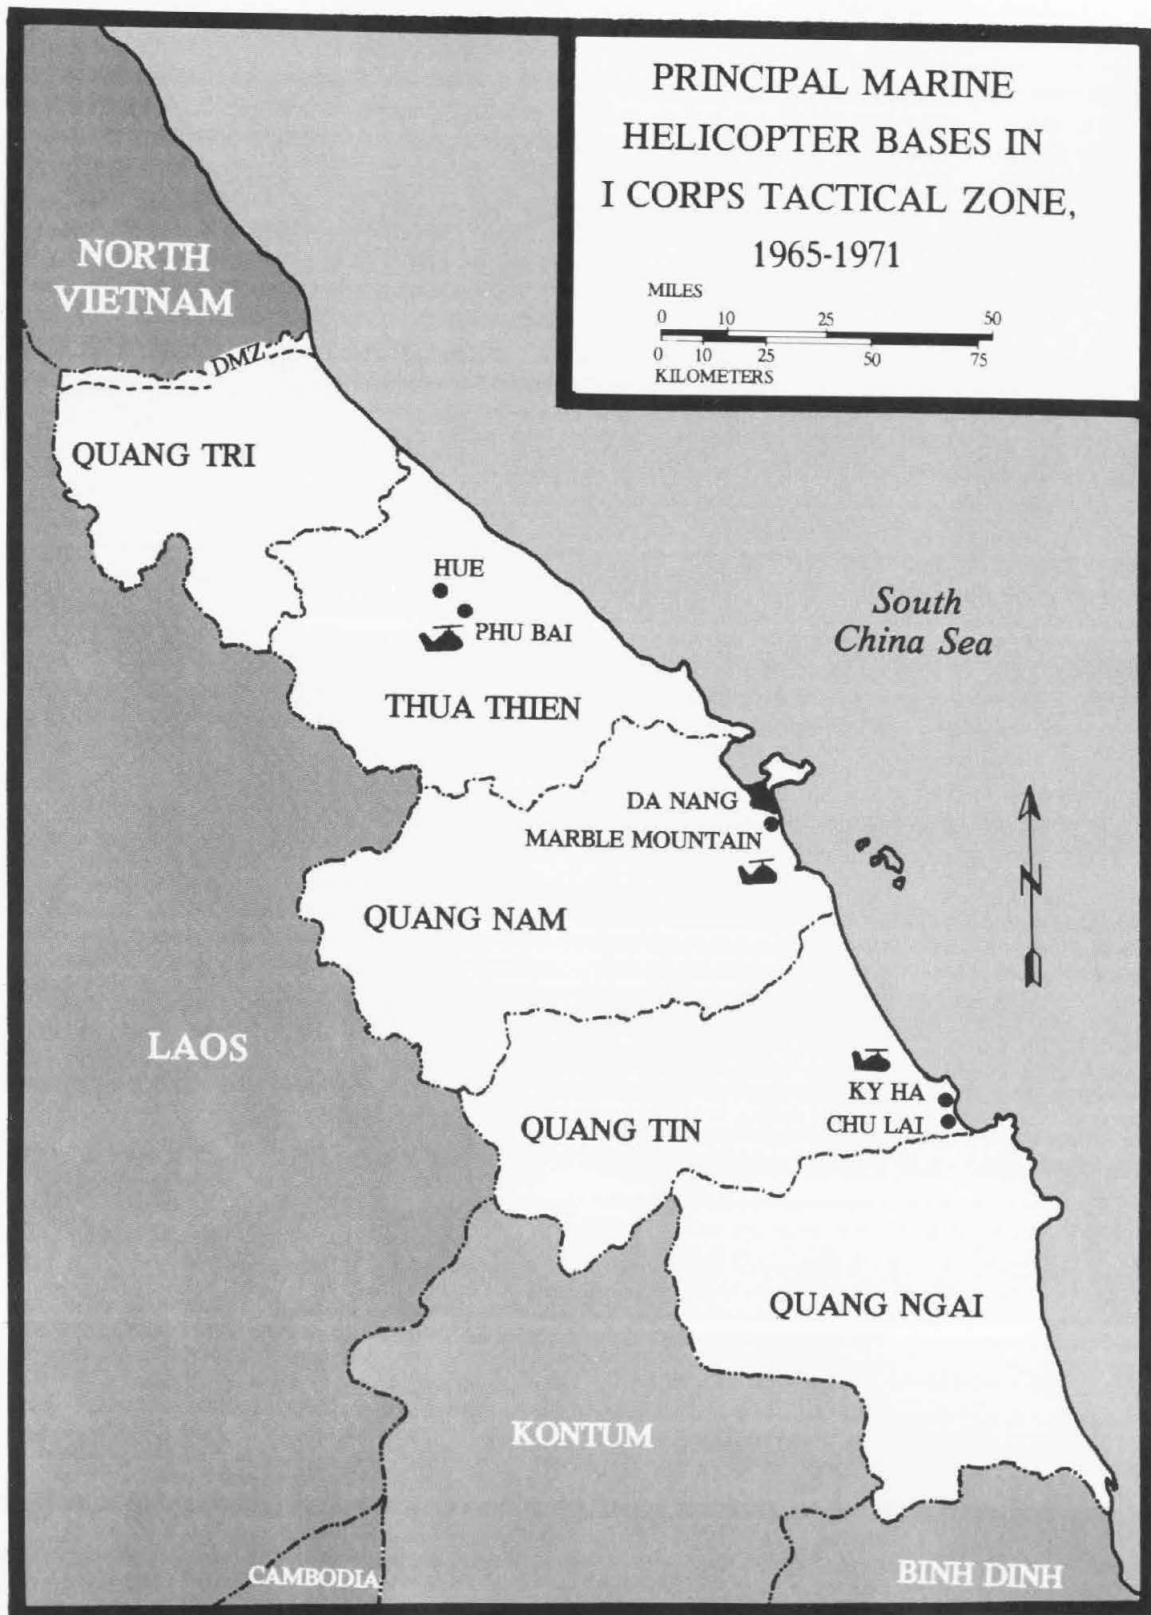 PRINCIPAL MARINE
HELICOPTER BASES IN
I CORPS TACTICAL ZONE,
1965-1971
MILES
0 10 25 50
0 10 25 50 75
KILOMETERS
NORTH
VIETNAM
DMZ
QUANG TRI
HUE
PHU BAI
THUA THIEN
South
China Sea
DA NANG
MARBLE MOUNTAIN
QUANG NAM
N
LAOS
KY HA
CHU LAI
QUANG TIN
QUANG NGAI
KONTUM
CAMBODIA
BINH DINH